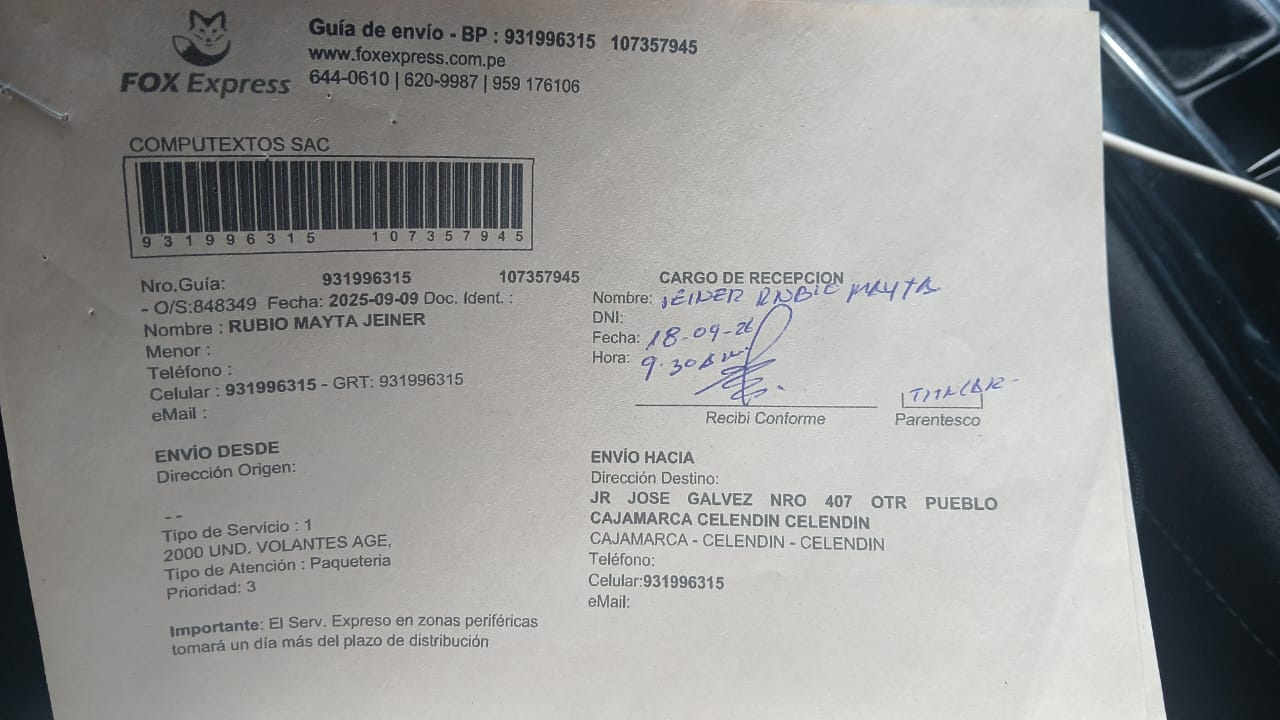 Guía de envío - BP : 931996315 107357945
www.foxexpress.com.pe
644-0610 | 620-9987 | 959 176106
FOX Express
COMPUTEXTOS SAC
931996315 107357945
Nro.Guía: 931996315 107357945
- O/S:848349 Fecha: 2025-09-09 Doc. Ident. :
Nombre : RUBIO MAYTA JEINER
Menor :
Teléfono :
Celular : 931996315 - GRT: 931996315
eMail :
CARGO DE RECEPCION
Nombre: JEINER RUBIO MAYTA
DNI:
Fecha: 18-09-
Hora: 9.30
Recibi Conforme
TITULAR
Parentesco
ENVÍO DESDE
Dirección Origen:
- -
Tipo de Servicio : 1
2000 UND. VOLANTES AGE,
Tipo de Atención : Paqueteria
Prioridad: 3
Importante: El Serv. Expreso en zonas periféricas
tomará un día más del plazo de distribución
ENVÍO HACIA
Dirección Destino:
JR JOSE GALVEZ NRO 407 OTR PUEBLO
CAJAMARCA CELENDIN CELENDIN
CAJAMARCA - CELENDIN - CELENDIN
Teléfono:
Celular:931996315
eMail: